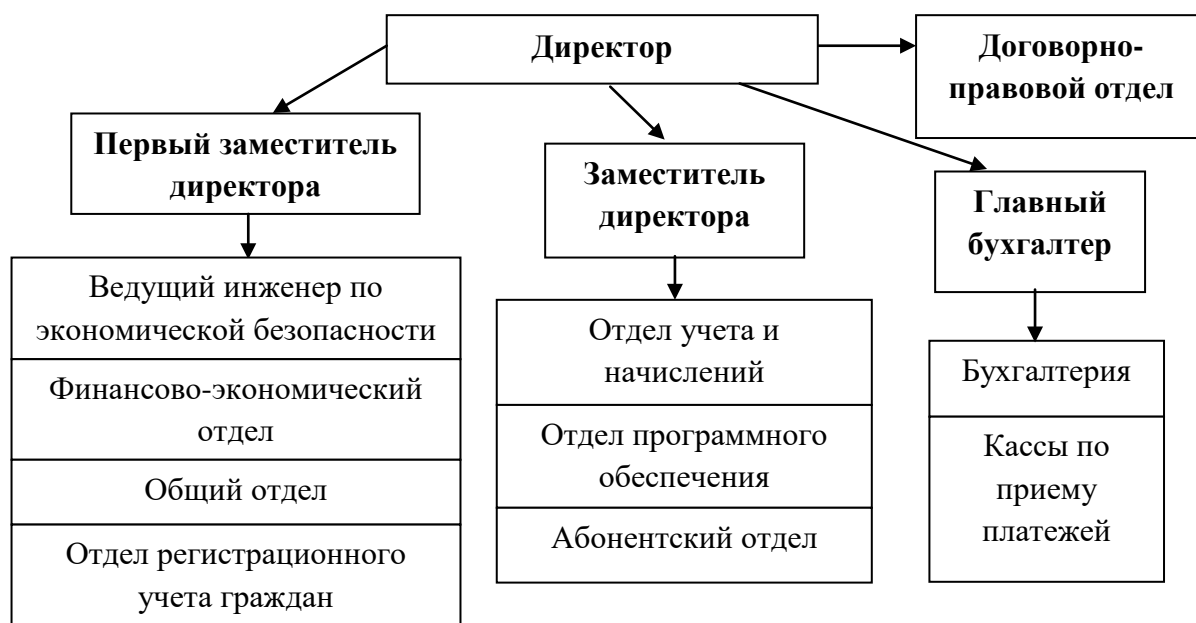 Директор
Договорно-
правовой отдел
Первый заместитель
директора
Заместитель
директора
Главный
бухгалтер
Ведущий инженер по
экономической безопасности
Финансово-экономический
отдел
Общий отдел
Отдел регистрационного
учета граждан
Отдел учета и
начислений
Отдел программного
обеспечения
Абонентский отдел
Бухгалтерия
Кассы по
приему
платежей